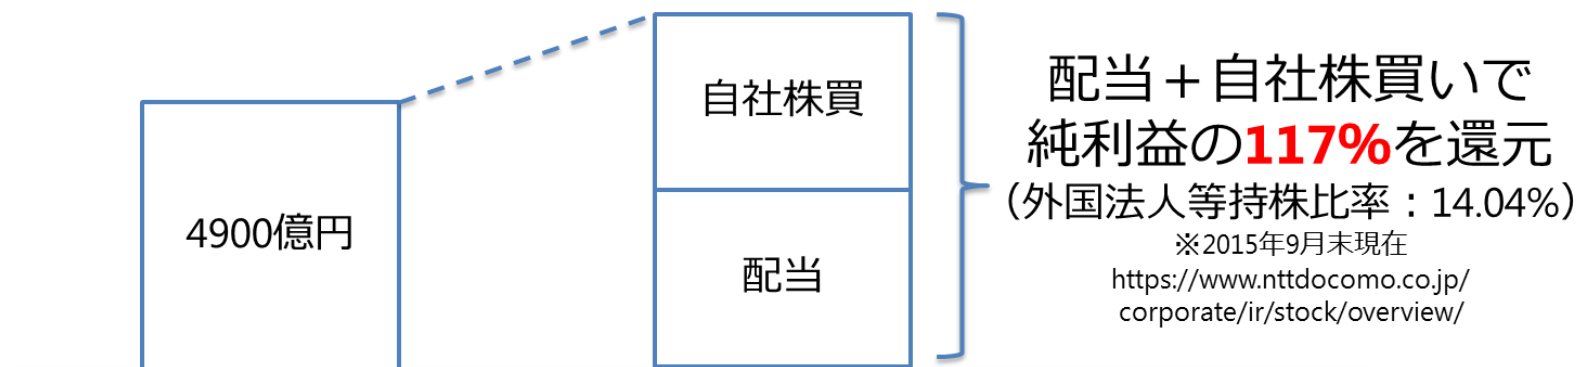 4900億円
自社株買
配当
配当＋自社株買いで
純利益の117%を還元
（外国法人等持株比率：14.04%）
※2015年9月末現在
https://www.nttdocomo.co.jp/
corporate/ir/stock/overview/